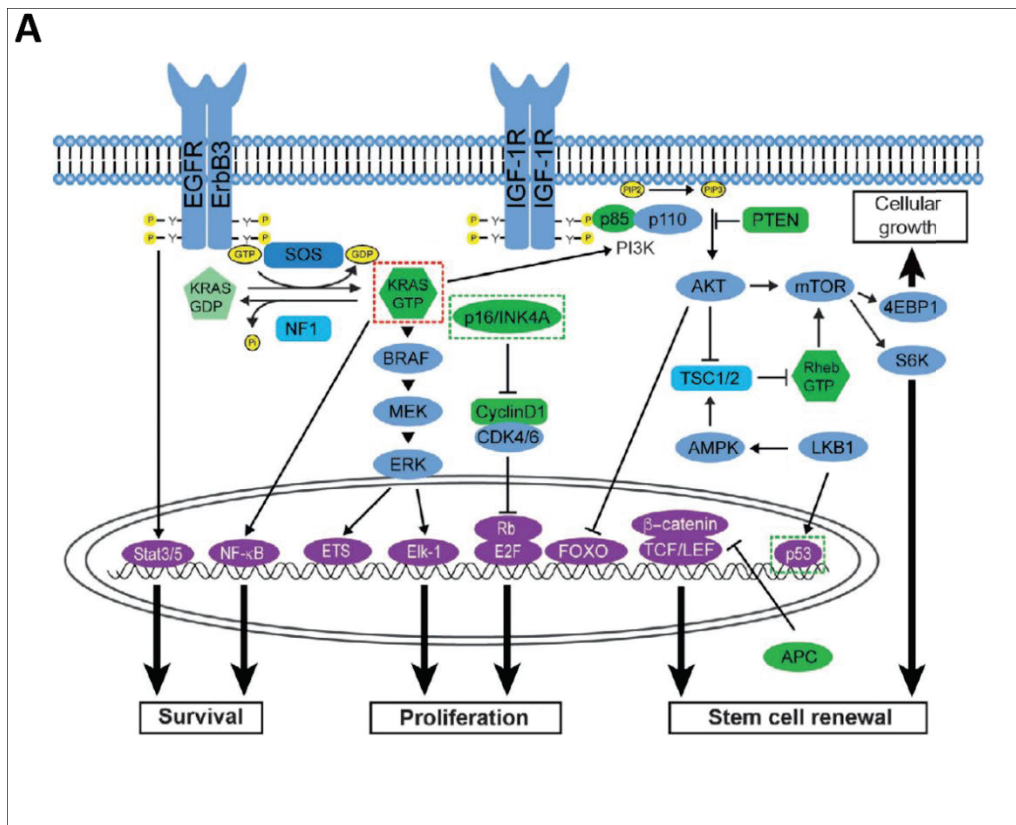 A
EGFR
ErbB3
IGF-1R
IGF-1R
P
Y
Y
P
P
Y
Y
P
P
Y
Y
P
P
Y
Y
P
PIP2
PIP3
p85
p110
PTEN
PI3K
Cellular
growth
GTP
SOS
GDP
KRAS
GDP
KRAS
GTP
Pi
NF1
p16/INK4A
AKT
mTOR
4EBP1
BRAF
S6K
TSC1/2
Rheb
GTP
MEK
CyclinD1
CDK4/6
AMPK
LKB1
ERK
Stat3/5
NF-κB
ETS
Elk-1
Rb
E2F
FOXO
β-catenin
TCF/LEF
p53
APC
Survival
Proliferation
Stem cell renewal